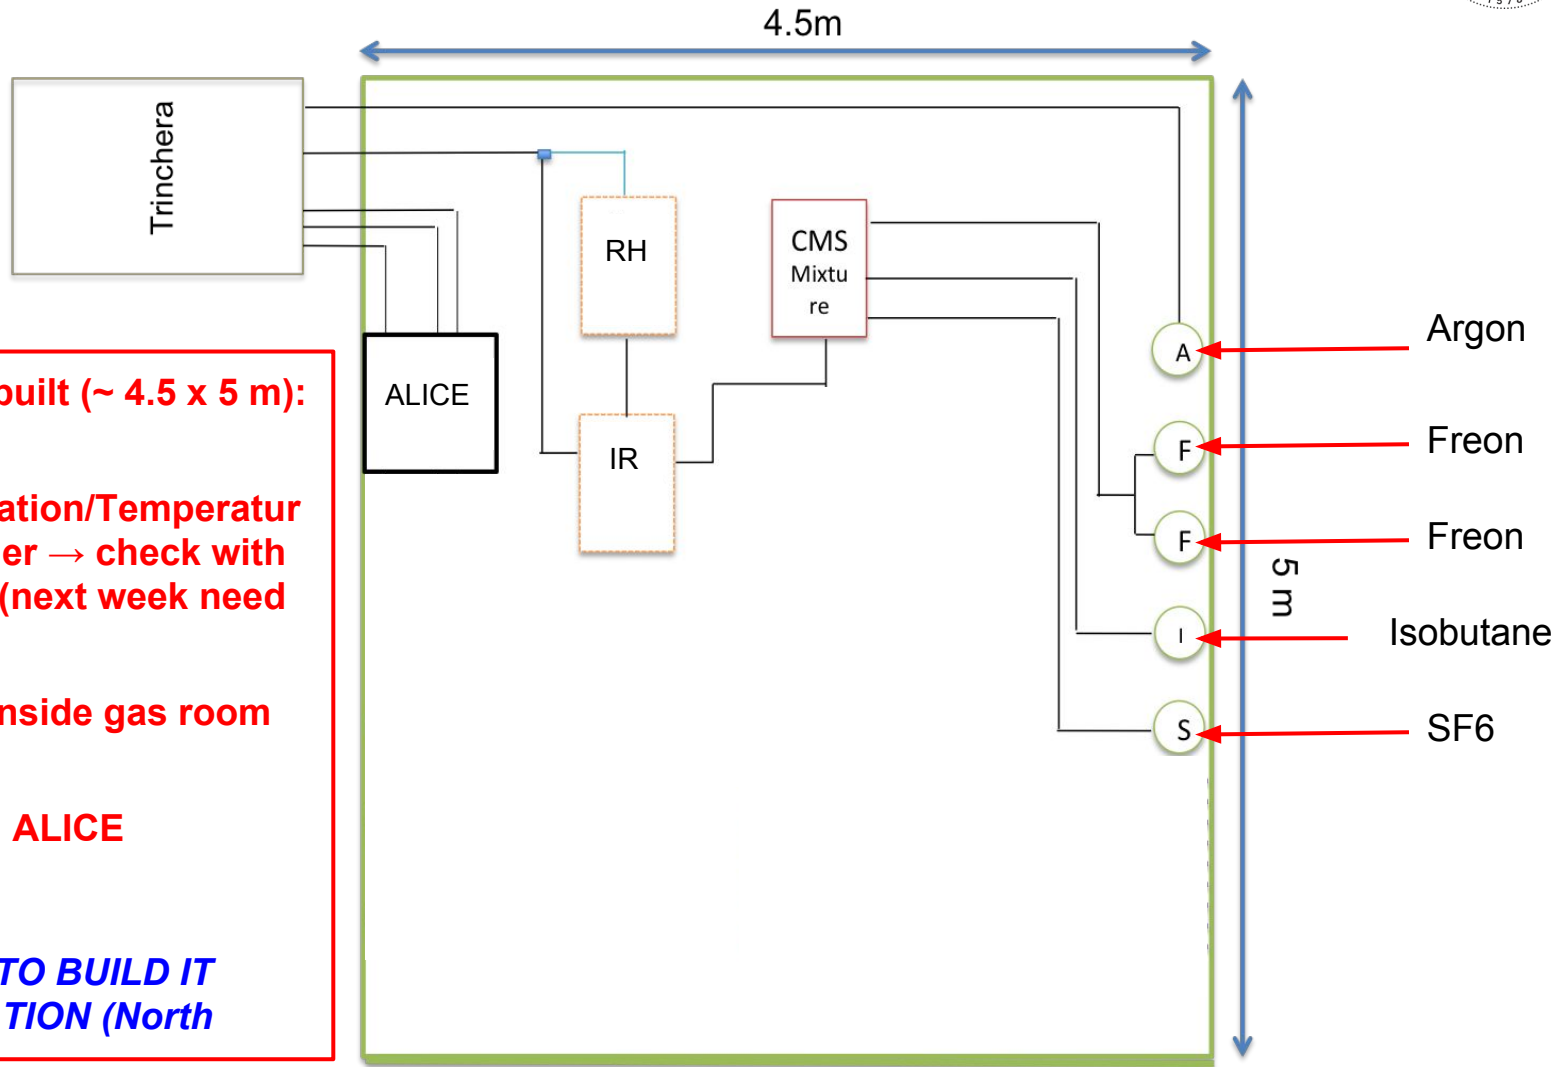 4.5m
Trinchera
RH
CMS
Mixtu
re
ALICE
IR
A
F
F
I
S
Argon
Freon
Freon
Isobutane
SF6
5 m
built (~ 4.5 x 5 m):
ation/Temperatur
er → check with
(next week need
nside gas room
ALICE
TO BUILD IT
TION (North